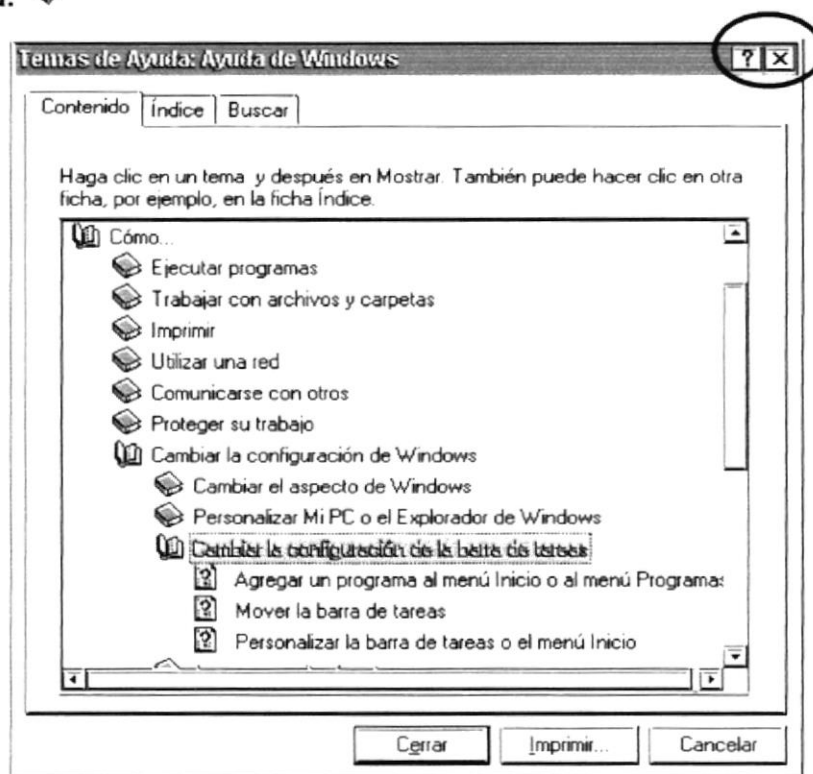 Temas de Ayuda: Ayuda de Windows ? X
Contenido Índice Buscar
Haga clic en un tema y después en Mostrar. También puede hacer clic en otra
ficha, por ejemplo, en la ficha Índice.
Cómo...
Ejecutar programas
Trabajar con archivos y carpetas
Imprimir
Utilizar una red
Comunicarse con otros
Proteger su trabajo
Cambiar la configuración de Windows
Cambiar el aspecto de Windows
Personalizar Mi PC o el Explorador de Windows
Cambiar la configuración de la barra de tareas
? Agregar un programa al menú Inicio o al menú Programas
? Mover la barra de tareas
? Personalizar la barra de tareas o el menú Inicio
Cerrar Imprimir... Cancelar